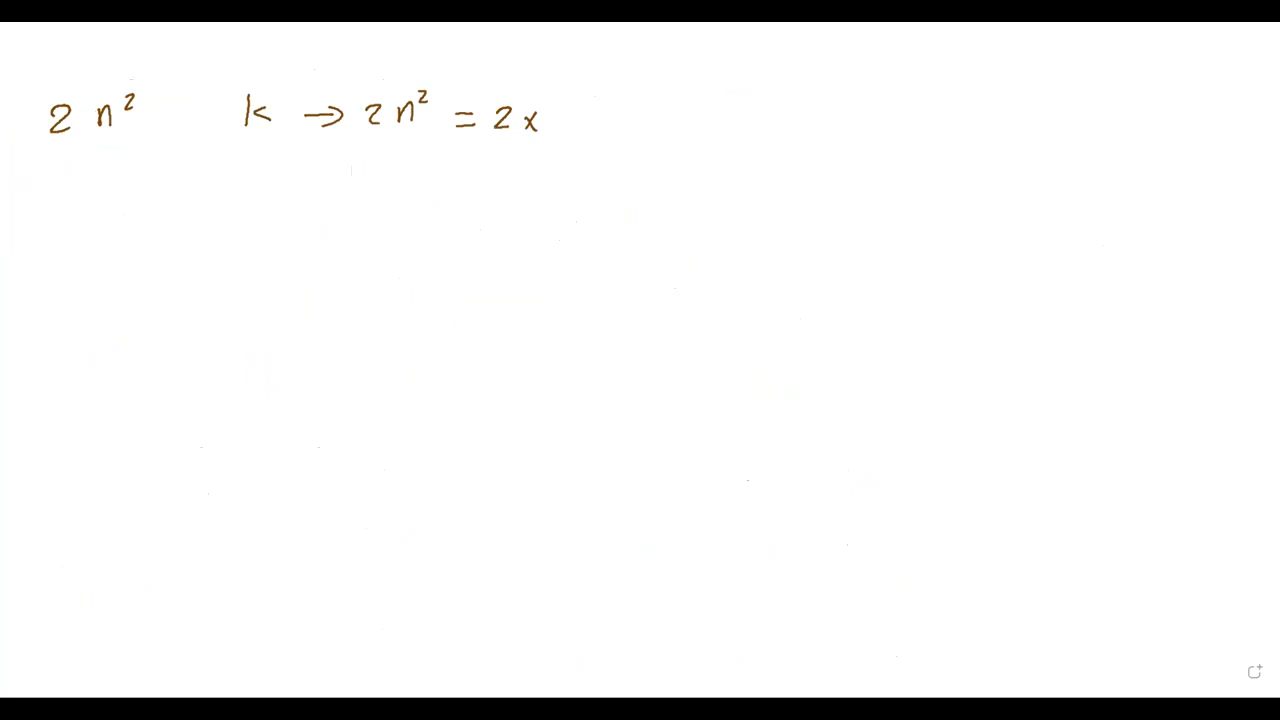 2 n² K → 2 n² = 2 x